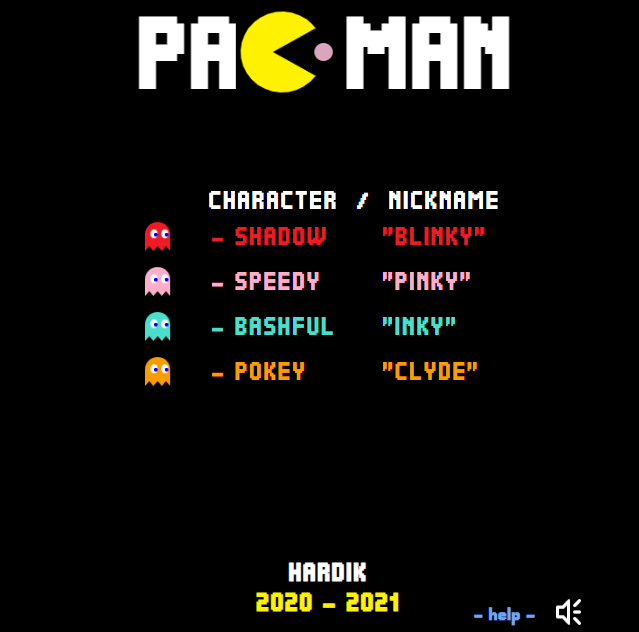 PAC-MAN
CHARACTER / NICKNAME
- SHADOW "BLINKY"
- SPEEDY "PINKY"
- BASHFUL "INKY"
- POKEY "CLYDE"
HARDIK
2020 - 2021
- help -